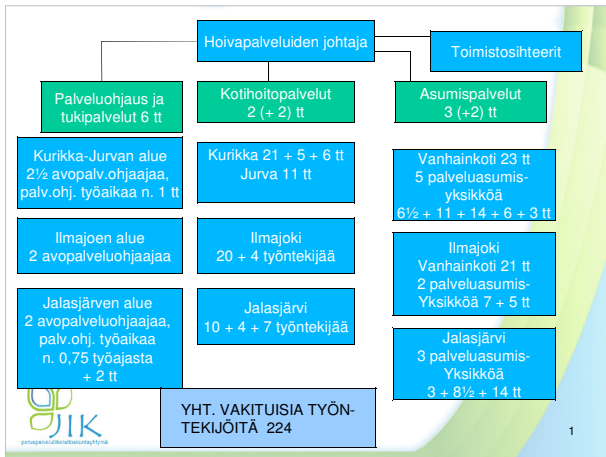 Hoivapalveluiden johtaja
Toimistosihteerit
Palveluohjaus ja
tukipalvelut 6 tt
Kotihoitopalvelut
2 (+ 2) tt
Asumispalvelut
3 (+2) tt
Kurikka-Jurvan alue
2½ avopalv.ohjaajaa,
palv.ohj. työaikaa n. 1 tt
Ilmajoen alue
2 avopalveluohjaajaa
Jalasjärven alue
2 avopalveluohjaajaa,
palv.ohj. työaikaa
n. 0,75 työajasta
+ 2 tt
Kurikka 21 + 5 + 6 tt
Jurva 11 tt
Ilmajoki
20 + 4 työntekijää
Jalasjärvi
10 + 4 + 7 työntekijää
Vanhainkoti 23 tt
5 palveluasumis-
yksikköä
6½ + 11 + 14 + 6 + 3 tt
Ilmajoki
Vanhainkoti 21 tt
2 palveluasumis-
Yksikköä 7 + 5 tt
Jalasjärvi
3 palveluasumis-
Yksikköä
3 + 8½ + 14 tt
YHT. VAKITUISIA TYÖN-
TEKIJÖITÄ 224
JIK
peruspalveluliikelaitoskuntayhtymä
1